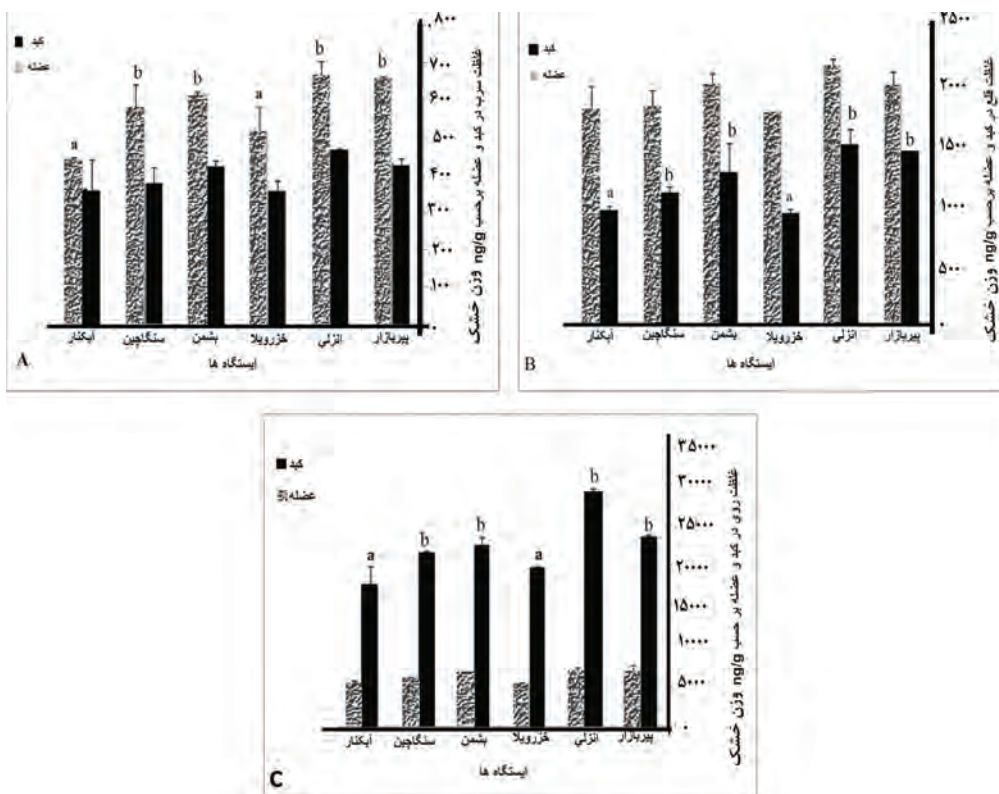 کبد
عضله
b
b
b
b
a
a
۸۰۰
۷۰۰
۶۰۰
۵۰۰
۴۰۰
۳۰۰
۲۰۰
۱۰۰
۰
غلظت سرب در کبد و عضله برحسب ng/g وزن خشک
آبکنار
سنگاچین
بشمن
خزرویلا
انزلی
پیربازار
ایستگاه ها
A
کبد
عضله
a
b
b
a
b
b
۲۵۰۰
۲۰۰۰
۱۵۰۰
۱۰۰۰
۵۰۰
۰
غلظت قلع در کبد و عضله برحسب ng/g وزن خشک
آبکنار
سنگاچین
بشمن
خزرویلا
انزلی
پیربازار
ایستگاه ها
B
کبد
عضله
a
b
b
a
b
b
۳۵۰۰۰
۳۰۰۰۰
۲۵۰۰۰
۲۰۰۰۰
۱۵۰۰۰
۱۰۰۰۰
۵۰۰۰
۰
غلظت روی در کبد و عضله بر حسب ng/g وزن خشک
آبکنار
سنگاچین
بشمن
خزرویلا
انزلی
پیربازار
ایستگاه ها
C